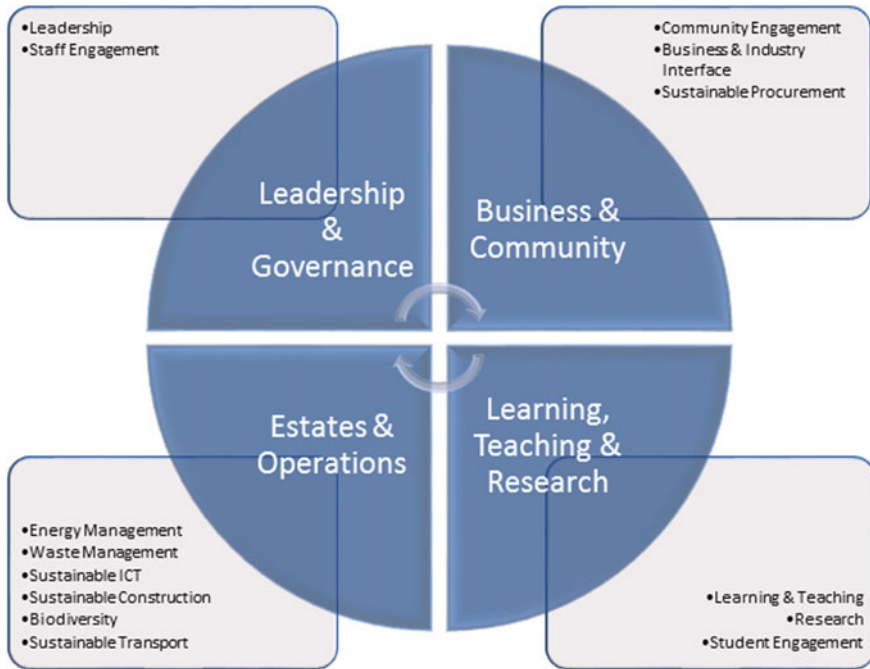 •Leadership
•Staff Engagement
•Community Engagement
•Business & Industry
Interface
•Sustainable Procurement
Leadership
&
Governance
Business &
Community
Estates &
Operations
Learning,
Teaching &
Research
•Energy Management
•Waste Management
•Sustainable ICT
•Sustainable Construction
•Biodiversity
•Sustainable Transport
•Learning & Teaching
•Research
•Student Engagement